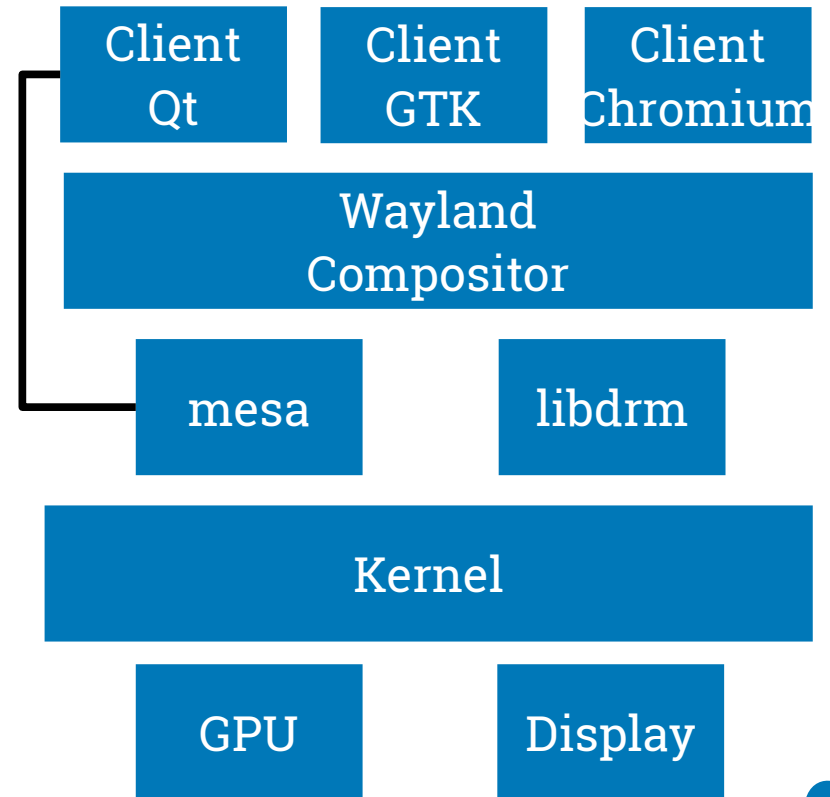 Client
Qt
Client
GTK
Client
Chromium
Wayland
Compositor
mesa
libdrm
Kernel
GPU
Display